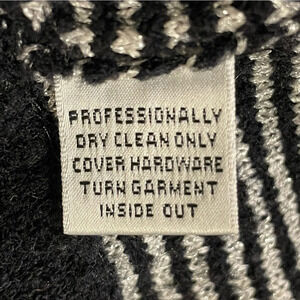 PROFESSIONALLY
DRY CLEAN ONLY
COVER HARDWARE
TURN GARMENT
INSIDE OUT